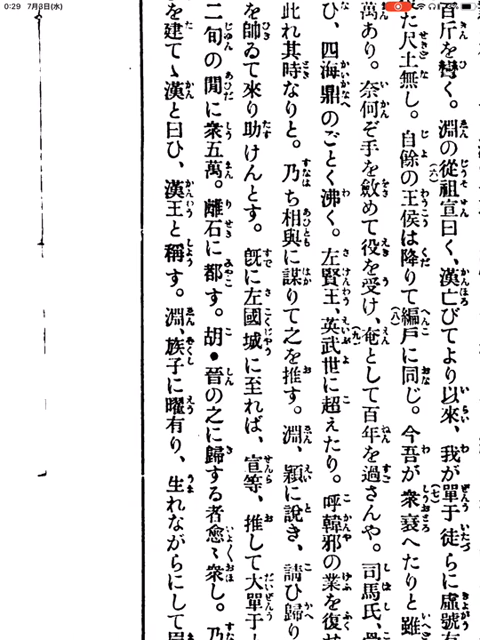 0:29 7月3日(水)
百斤を彎く。淵の從祖宣曰く、漢亡びてより以來、我が單于徒らに虛號
尺土無し。自餘の王侯は降りて編戶に同じ。今吾が衆衰へたりと雖
萬あり。奈何ぞ手を斂めて役を受け、奄として百年を過さんや。司馬氏、
ひ、四海鼎のごとく沸く。左賢王、英武世に超えたり。呼韓邪の業を復せ
此れ其時なりと。乃ち相與に謀りて之を推す。淵、穎に說き、請ひ歸り
を帥ゐて來り助けんとす。旣に左國城に至れば、宣等、推して大單于
二旬の閒に衆五萬。離石に都す。胡・晉の之に歸する者愈〻衆し。乃
を建てゝ漢と曰ひ、漢王と稱す。淵、族子に曜有り、生れながらにして眉